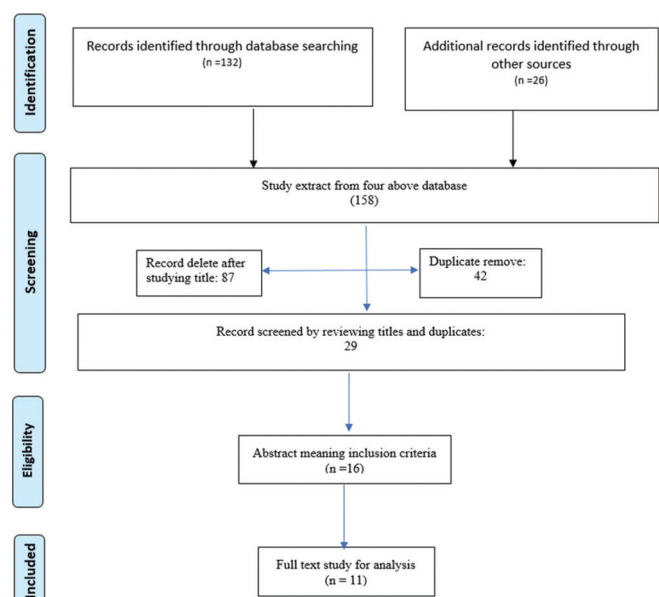 Identification
Records identified through database searching
(n =132)
Additional records identified through
other sources
(n =26)
Screening
Study extract from four above database
(158)
Record delete after
studying title: 87
Duplicate remove:
42
Record screened by reviewing titles and duplicates:
29
Eligibility
Abstract meaning inclusion criteria
(n =16)
Included
Full text study for analysis
(n = 11)